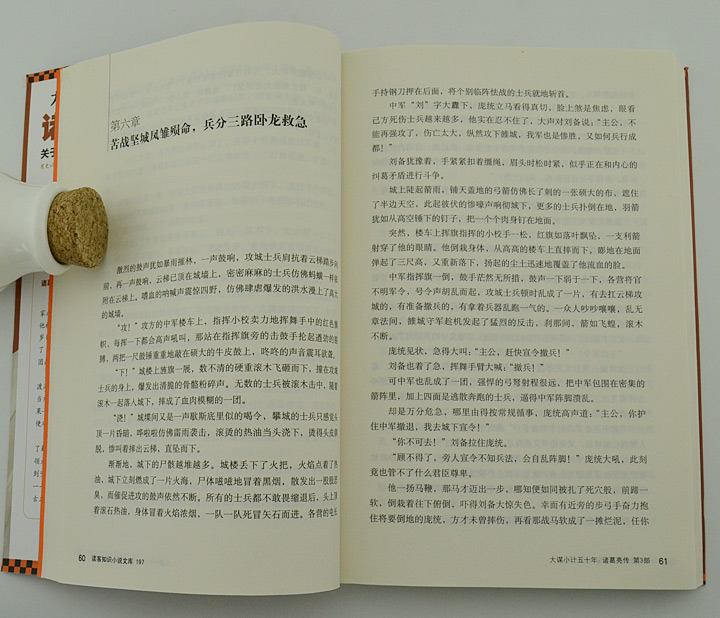 第六章
苦战坚城凤雏殒命，兵分三路卧龙救急
激烈的鼓声犹如暴雨摧林，一声鼓响，攻城士兵肩扛着云梯踏步向
前，再一声鼓响，云梯已顶在城墙上，密密麻麻的士兵仿佛蚂蟥一样密
附在云梯上，嗜血的呐喊声震惊四野，仿佛肆虐爆发的洪水漫上了高大
的城墙。
“攻！”攻方的中军楼车上，指挥小校卖力地挥舞手中的红色旗
帜，每挥一下都会高声吼叫，那站在指挥旗旁的击鼓手抡起遒劲的臂
膊，两把一尺鼓锤重重地敲在硕大的牛皮鼓上，咚咚的声音震耳欲聋。
“下！”城楼上旌旗一展，数不清的硬重滚木飞砸而下，撞在攻城
士兵的身上，爆发出清脆的骨骼粉碎声。无数的士兵被滚木击中，随着
滚木一起落入城下，摔成了血肉模糊的一团。
“浇！”城堞间又是一声歇斯底里似的喝令，攀城的士兵只感觉头
顶一片昏暗，哗啦啦仿佛雷雨袭击，滚烫的热油当头浇下，烫得头皮
脱，惨叫着摔出云梯，直坠而下。
渐渐地，城下的尸骸越堆越多。城楼丢下了火把，火焰点着了热
油，城下立刻燃成了一片火海，尸体嗞嗞地冒着黑烟，散发出一股股恶
臭，而催促进攻的鼓声依然不断。所有的士兵都不敢畏缩退后，头上顶
着滚石热油，身体冒着火焰浓烟，一队一队死冒矢石而进。各营的屯长
60 读客知识小说文库 197
手持钢刀押在后面，将个别临阵怯战的士兵就地斩首。
中军“刘”字大纛下，庞统立马看得真切，脸上煞是焦虑，眼看
己方死伤士兵越来越多，他实在忍不住了，大声对刘备说：“主公，不
能再强攻了，伤亡太大，纵然攻下雒城，我军也是惨胜，又如何兵行成
都！”
刘备犹豫着，手紧紧扣着缰绳，眉头时松时紧，似乎正在和内心的
纠葛矛盾进行斗争。
城上陡起箭雨，铺天盖地的弓箭仿佛长了刺的一张硕大的布，遮住
了半边天空，此起彼伏的惨嚎声响彻城下，更多的士兵扑倒在地，羽箭
犹如从高空锤下的钉子，把一个个肉身钉在地面。
突然，楼车上挥旗指挥的小校手一松，红旗如落叶飘坠，一支利箭
射穿了他的眼睛。他倒栽身体，从高高的楼车上直摔而下，嘭地在地面
弹起了三尺高，又重新落下，扬起的尘土迅速地覆盖了他流血的脸。
中军指挥旗一倒，鼓手茫然无所措，鼓声一下弱于一下，各营将官
不明军令，号令声胡乱而起，攻城士兵顿时乱成了一片，有去扛云梯攻
城的，有准备撤兵的，有拿着兵器乱跑一气的，一众人吵吵嚷嚷，乱无
章法间，雒城守军趁机发起了猛烈的反击，刹那间，箭如飞蝗，滚木
不断。
庞统见状，急得大叫：“主公，赶快宣令撤兵！”
刘备也着了急，挥舞手臂大喊：“撤兵！”
可中军也乱成了一团，强悍的弓弩射程很远，把中军包围在密集的
箭阵里，加上四面是逃散奔跑的士兵，逼得中军阵脚溃乱。
却是万分危急，哪里由得按常规循事，庞统高声道：“主公，你护
住中军撤退，我去城下宣令！”
“你不可去！”刘备拉住庞统。
“顾不得了，旁人宣令不知兵法，会自乱阵脚！”庞统大吼，此刻
竟也管不了什么君臣尊卑。
他一扬马鞭，那马才迈出一步，哪知便如同被扎了死穴般，前蹄一
软，倒栽着往下俯倒，吓得刘备大惊失色。幸而有近旁的步弓手奋力抱
住将要倒地的庞统，方才未曾摔伤，再看那战马软成了一摊烂泥，任你
大谋小计五十年：诸葛亮传 第3部 61